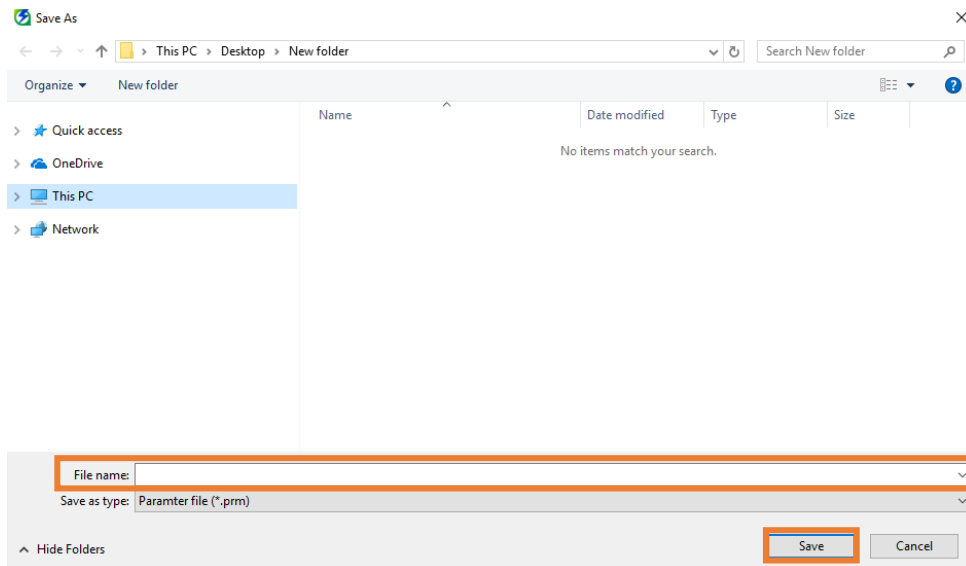 Save As
This PC > Desktop > New folder
Search New folder
Organize
New folder
Name
Date modified
Type
Size
Quick access
No items match your search.
OneDrive
This PC
Network
File name:
Save as type: Paramter file (*.prm)
Hide Folders
Save
Cancel